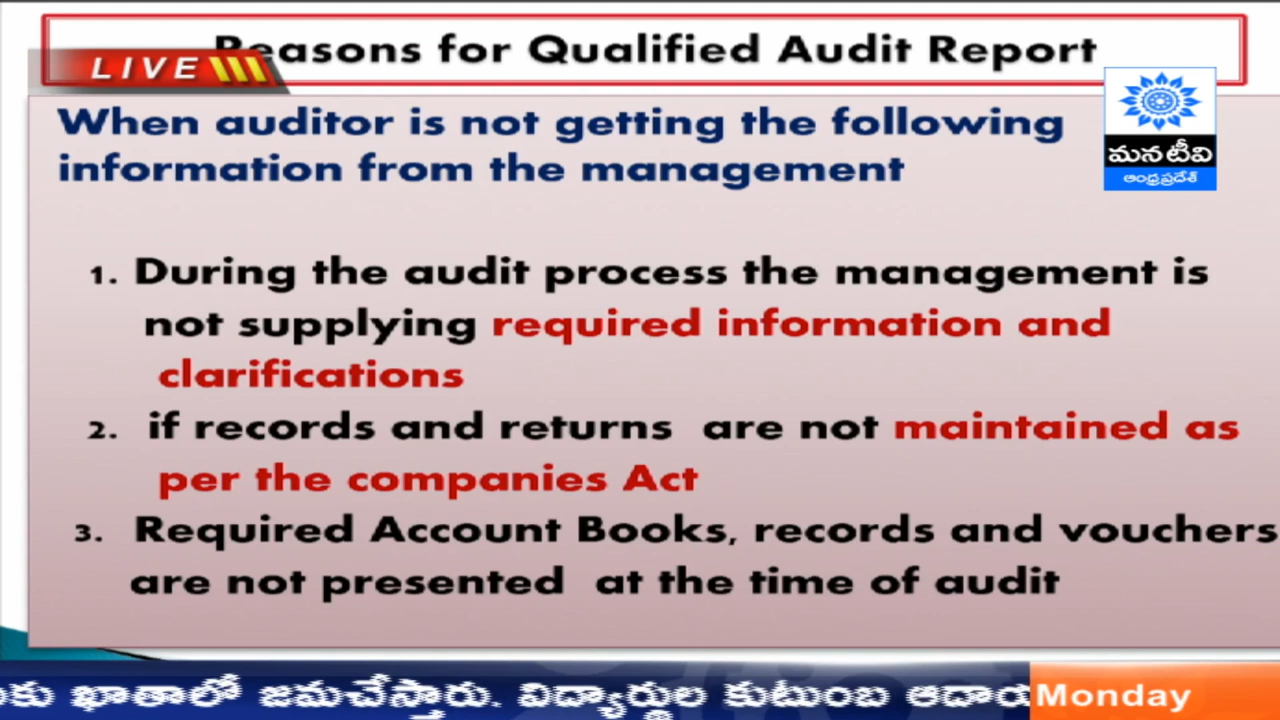 Reasons for Qualified Audit Report
LIVE
When auditor is not getting the following
information from the management
మన టీవి
ఆంధ్రప్రదేశ్
1. During the audit process the management is
not supplying required information and
clarifications
2. if records and returns are not maintained as
per the companies Act
3. Required Account Books, records and vouchers
are not presented at the time of audit
ఖాతాలో జమచేస్తారు. విద్యార్థుల కుటుంబ Monday